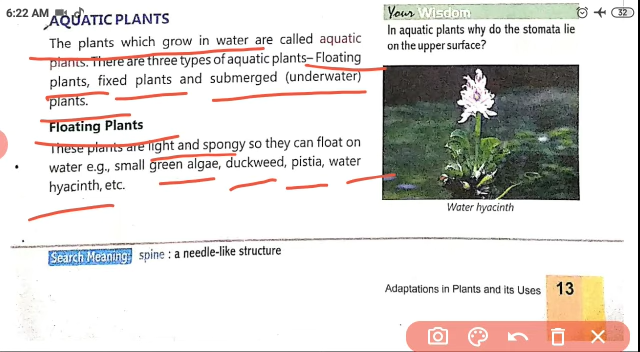 6:22 AM
32
AQUATIC PLANTS
The plants which grow in water are called aquatic
plants. There are three types of aquatic plants– Floating
plants, fixed plants and submerged (underwater)
plants.
Floating Plants
These plants are light and spongy so they can float on
water e.g., small green algae, duckweed, pistia, water
hyacinth, etc.
Your Wisdom
In aquatic plants why do the stomata lie
on the upper surface?
Water hyacinth
Search Meaning: spine : a needle-like structure
Adaptations in Plants and its Uses 13